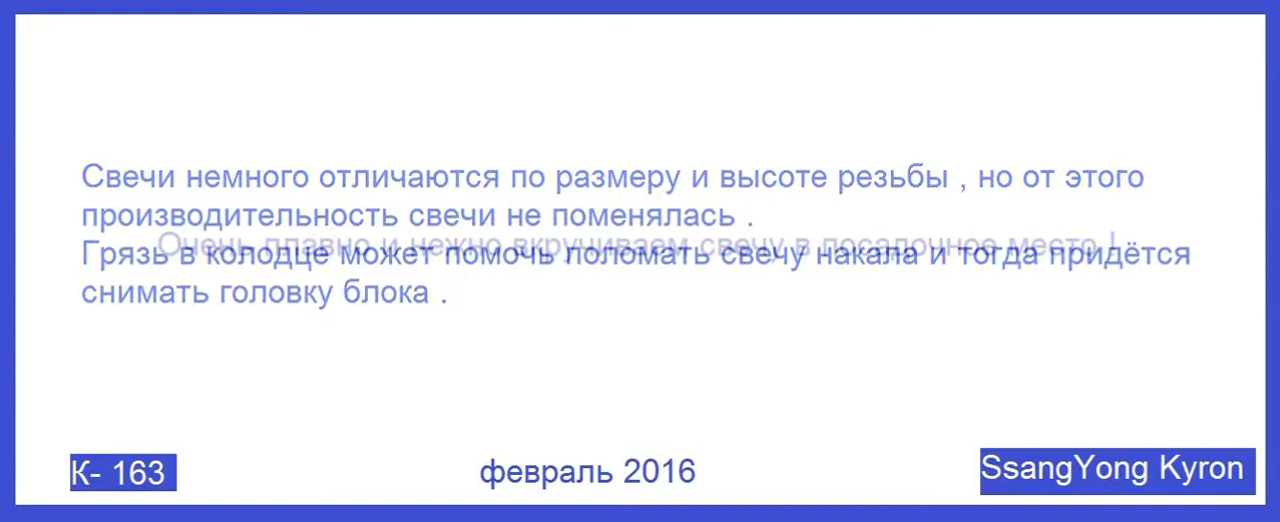 Свечи немного отличаются по размеру и высоте резьбы , но от этого
производительность свечи не поменялась .
Очень плавно и нежно вкручиваем свечу в посадочное место !
Грязь в колодце может помочь поломать свечу накала и тогда придётся
снимать головку блока .
К- 163
февраль 2016
SsangYong Kyron